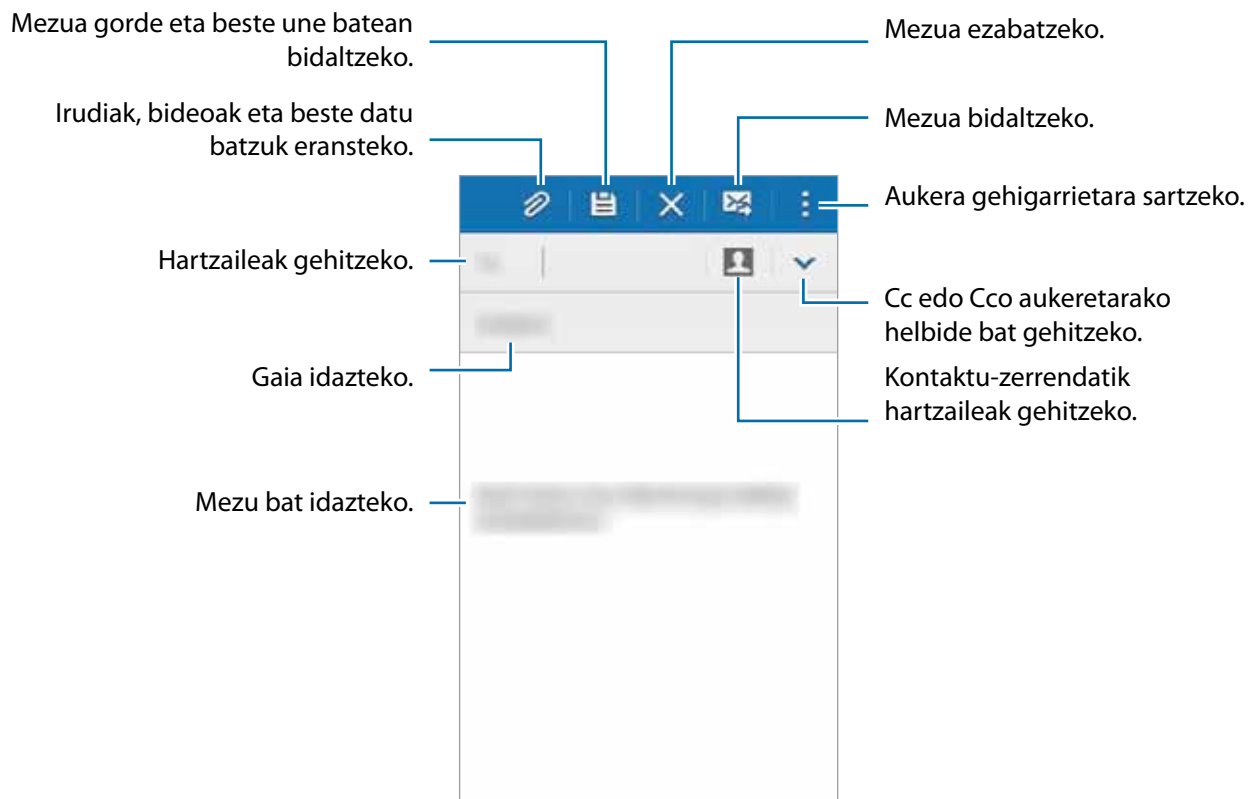 Mezua gorde eta beste une batean
bidaltzeko.
Irudiak, bideoak eta beste datu
batzuk eransteko.
Hartzaileak gehitzeko.
Gaia idazteko.
Mezu bat idazteko.
Mezua ezabatzeko.
Mezua bidaltzeko.
Aukera gehigarrietara sartzeko.
Cc edo Cco aukeretarako
helbide bat gehitzeko.
Kontaktu-zerrendatik
hartzaileak gehitzeko.